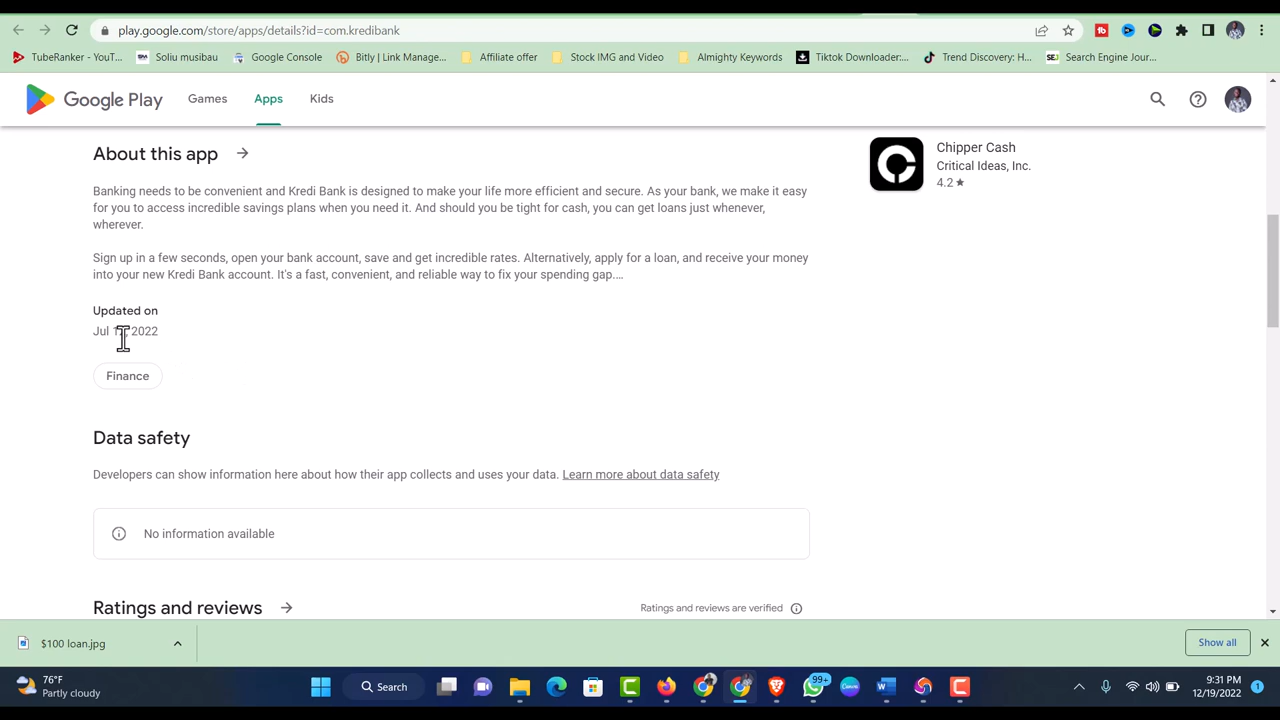 play.google.com/store/apps/details?id=com.kredibank
TubeRanker - YouT...
Soliu musibau
Google Console
Bitly | Link Manage...
Affiliate offer
Stock IMG and Video
Almighty Keywords
Tiktok Downloader:...
Trend Discovery: H...
Search Engine Jour...
Google Play
Games
Apps
Kids
About this app
Banking needs to be convenient and Kredi Bank is designed to make your life more efficient and secure. As your bank, we make it easy
for you to access incredible savings plans when you need it. And should you be tight for cash, you can get loans just whenever,
wherever.
Sign up in a few seconds, open your bank account, save and get incredible rates. Alternatively, apply for a loan, and receive your money
into your new Kredi Bank account. It's a fast, convenient, and reliable way to fix your spending gap.…
Chipper Cash
Critical Ideas, Inc.
4.2
Updated on
Jul 2022
Finance
Data safety
Developers can show information here about how their app collects and uses your data. Learn more about data safety
No information available
Ratings and reviews
Ratings and reviews are verified
$100 loan.jpg
Show all
76°F
Partly cloudy
Search
99+
9:31 PM
12/19/2022
1